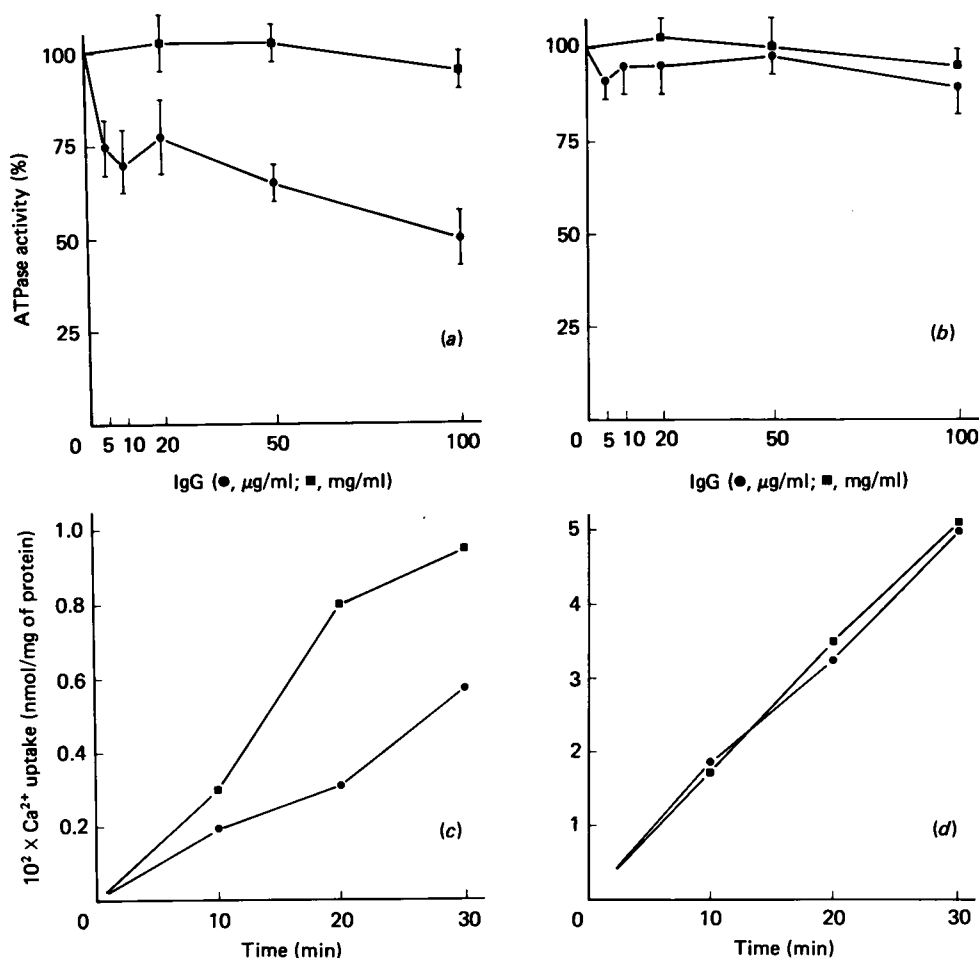 ATPase activity (%)
100
75
50
25
0 5 10 20 50 100
(a)
IgG (●, μg/ml; ■, mg/ml)
100
75
50
25
0 5 10 20 50 100
(b)
IgG (●, μg/ml; ■, mg/ml)
10² × Ca²⁺ uptake (nmol/mg of protein)
1.0
0.8
0.6
0.4
0.2
0 10 20 30
(c)
Time (min)
5
4
3
2
1
0 10 20 30
(d)
Time (min)